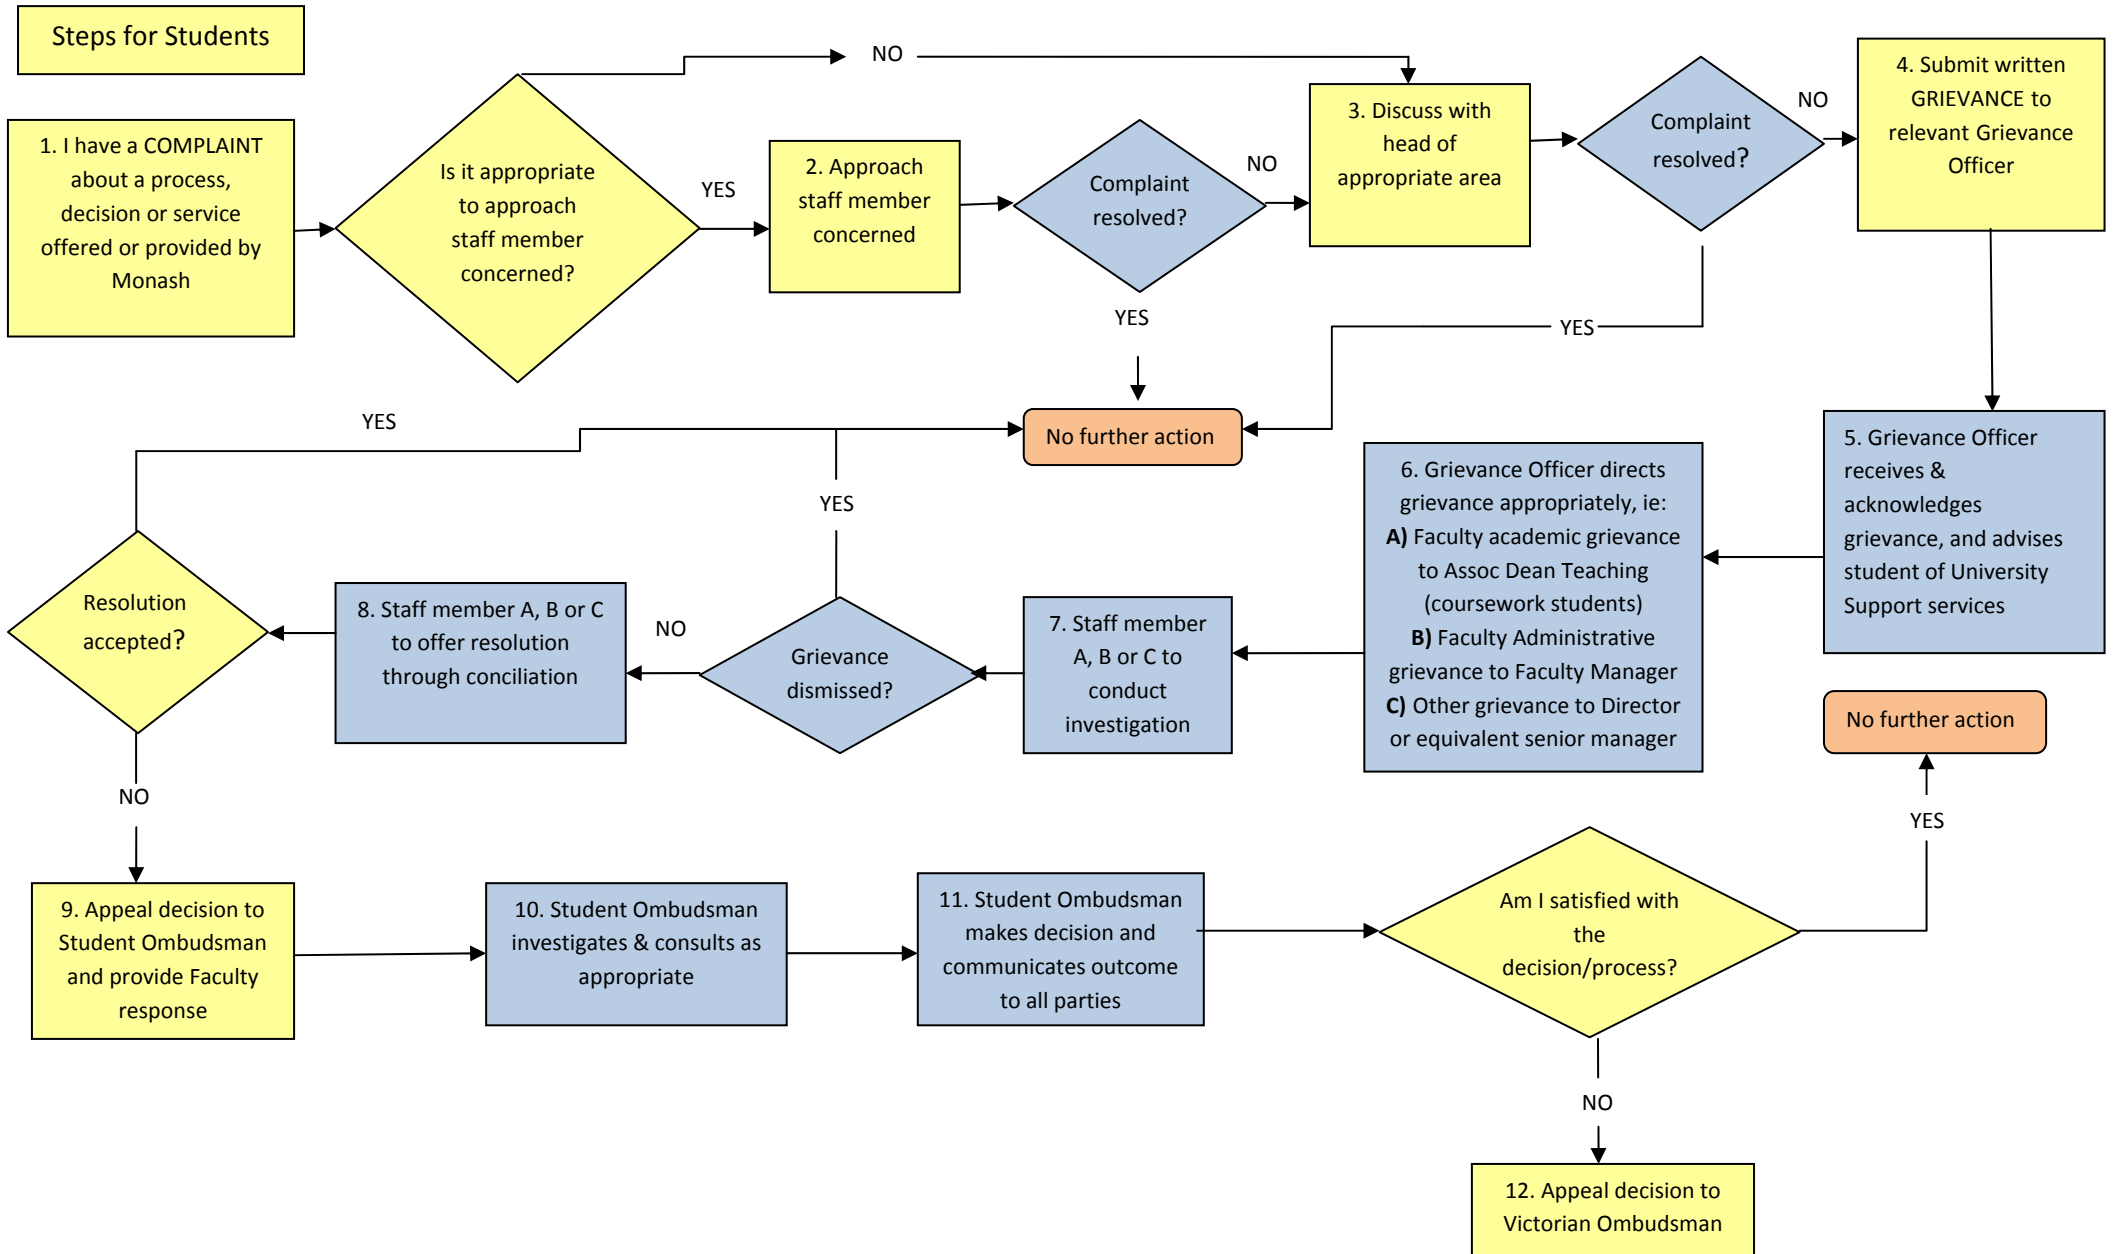 Steps for Students
1. I have a COMPLAINT
about a process,
decision or service
offered or provided by
Monash
Is it appropriate
to approach
staff member
concerned?
NO
YES
2. Approach
staff member
concerned
Complaint
resolved?
NO
YES
3. Discuss with
head of
appropriate area
Complaint
resolved?
NO
YES
4. Submit written
GRIEVANCE to
relevant Grievance
Officer
No further action
5. Grievance Officer
receives &
acknowledges
grievance, and advises
student of University
Support services
6. Grievance Officer directs
grievance appropriately, ie:
A) Faculty academic grievance
to Assoc Dean Teaching
(coursework students)
B) Faculty Administrative
grievance to Faculty Manager
C) Other grievance to Director
or equivalent senior manager
7. Staff member
A, B or C to
conduct
investigation
Grievance
dismissed?
YES
NO
8. Staff member A, B or C
to offer resolution
through conciliation
Resolution
accepted?
YES
NO
9. Appeal decision to
Student Ombudsman
and provide Faculty
response
10. Student Ombudsman
investigates & consults as
appropriate
11. Student Ombudsman
makes decision and
communicates outcome
to all parties
Am I satisfied with
the
decision/process?
YES
No further action
NO
12. Appeal decision to
Victorian Ombudsman